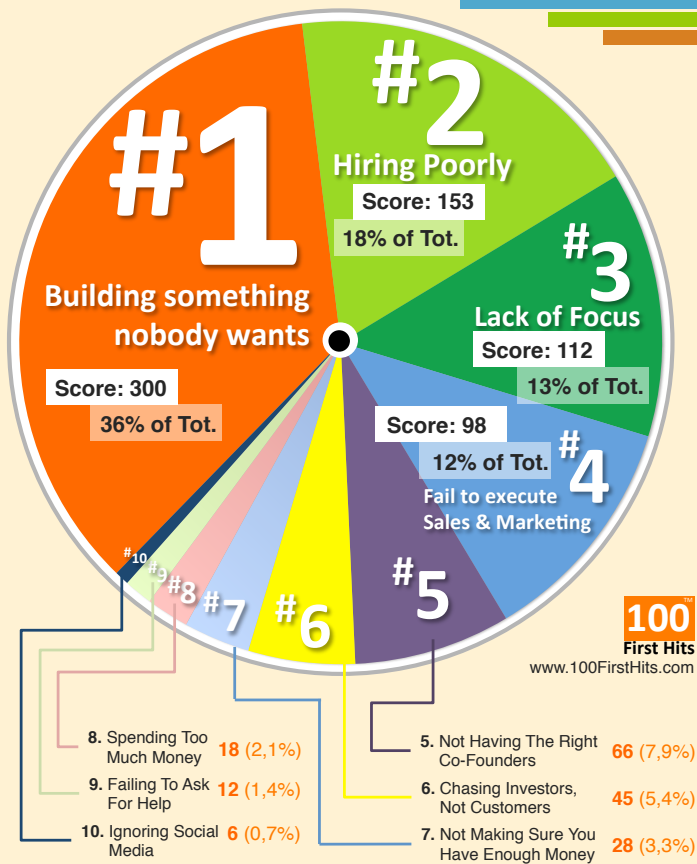 #1
Building something
nobody wants
Score: 300
36% of Tot.
#2
Hiring Poorly
Score: 153
18% of Tot.
#3
Lack of Focus
Score: 112
13% of Tot.
#4
Score: 98
12% of Tot.
Fail to execute
Sales & Marketing
#5
#6
#7
#8
#9
#10
100™
First Hits
www.100FirstHits.com
5. Not Having The Right
Co-Founders
66 (7,9%)
6. Chasing Investors,
Not Customers
45 (5,4%)
7. Not Making Sure You
Have Enough Money
28 (3,3%)
8. Spending Too
Much Money
18 (2,1%)
9. Failing To Ask
For Help
12 (1,4%)
10. Ignoring Social
Media
6 (0,7%)